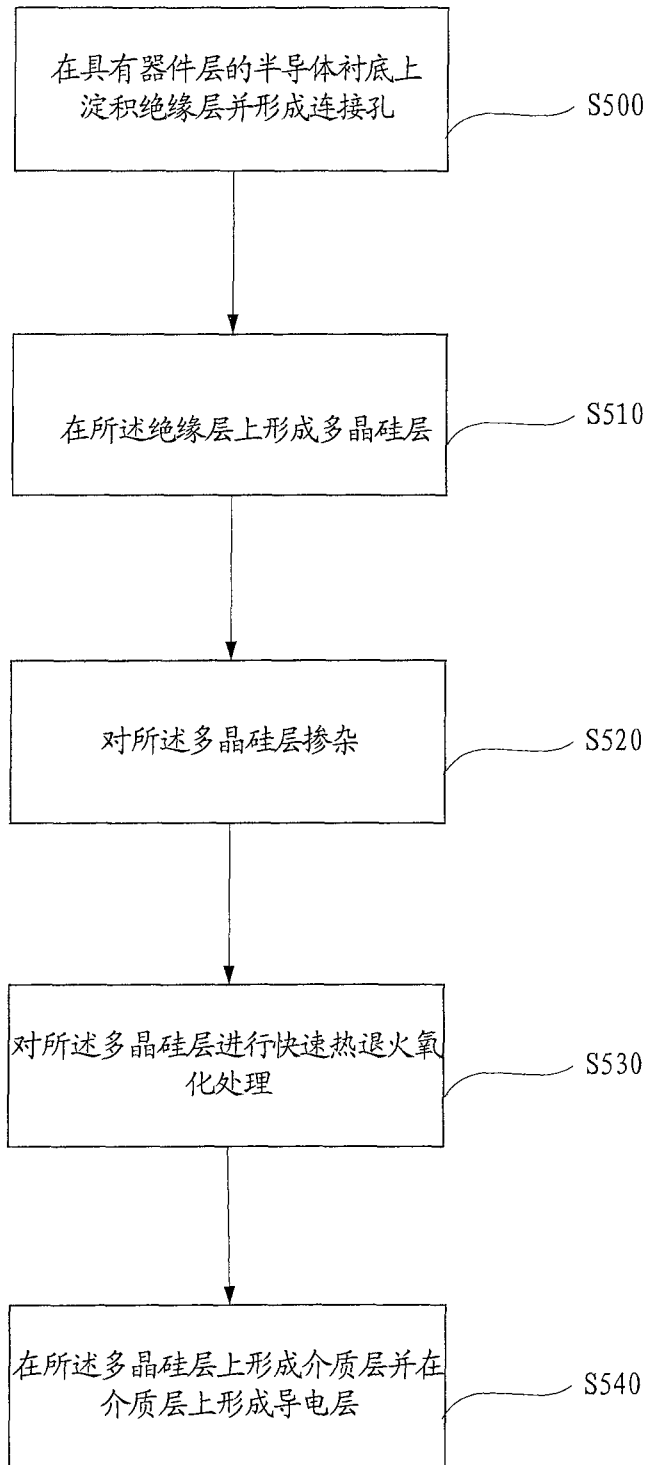 在具有器件层的半导体衬底上
淀积绝缘层并形成连接孔
S500
在所述绝缘层上形成多晶硅层
S510
对所述多晶硅层掺杂
S520
对所述多晶硅层进行快速热退火氧
化处理
S530
在所述多晶硅层上形成介质层并在
介质层上形成导电层
S540